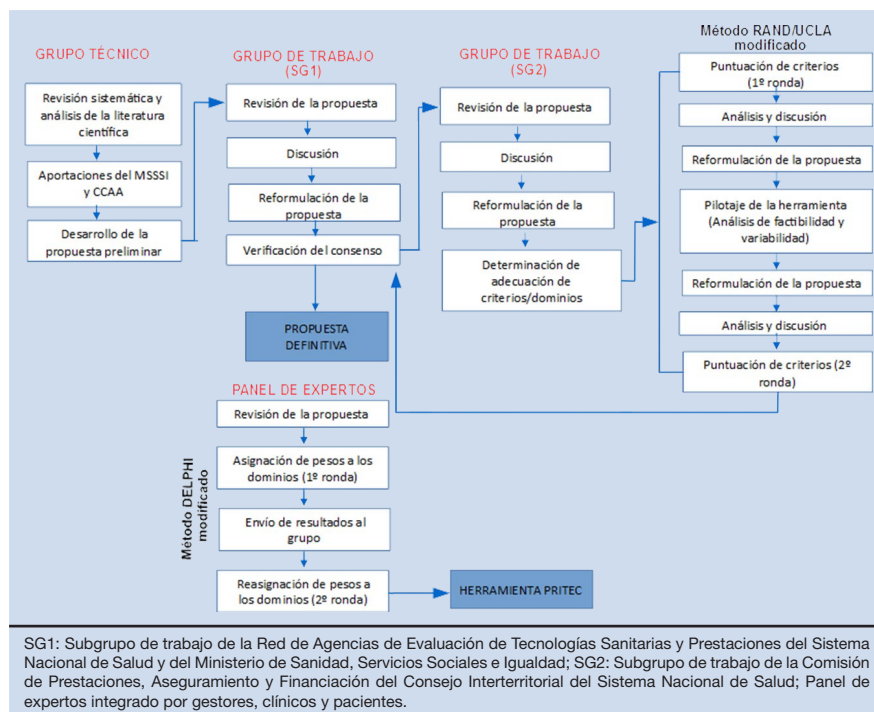 GRUPO TÉCNICO
Revisión sistemática y
análisis de la literatura
científica
Aportaciones del MSSSI
y CCAA
Desarrollo de la
propuesta preliminar
GRUPO DE TRABAJO
(SG1)
Revisión de la propuesta
Discusión
Reformulación de la
propuesta
Verificación del consenso
PROPUESTA
DEFINITIVA
GRUPO DE TRABAJO
(SG2)
Revisión de la propuesta
Discusión
Reformulación de la
propuesta
Determinación de
adecuación de
criterios/dominios
Método RAND/UCLA
modificado
Puntuación de criterios
(1º ronda)
Análisis y discusión
Reformulación de la propuesta
Pilotaje de la herramienta
(Análisis de factibilidad y
variabilidad)
Reformulación de la propuesta
Análisis y discusión
Puntuación de criterios (2º
ronda)
PANEL DE EXPERTOS
Método DELPHI
modificado
Revisión de la propuesta
Asignación de pesos a los
dominios (1º ronda)
Envío de resultados al
grupo
Reasignación de pesos a
los dominios (2º ronda)
HERRAMIENTA PRITEC
SG1: Subgrupo de trabajo de la Red de Agencias de Evaluación de Tecnologías Sanitarias y Prestaciones del Sistema
Nacional de Salud y del Ministerio de Sanidad, Servicios Sociales e Igualdad; SG2: Subgrupo de trabajo de la Comisión
de Prestaciones, Aseguramiento y Financiación del Consejo Interterritorial del Sistema Nacional de Salud; Panel de
expertos integrado por gestores, clínicos y pacientes.